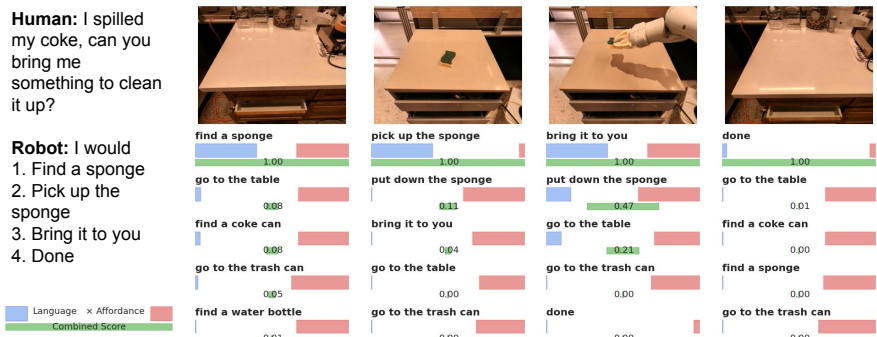 Human: I spilled
my coke, can you
bring me
something to clean
it up?
Robot: I would
1. Find a sponge
2. Pick up the
sponge
3. Bring it to you
4. Done
Language × Affordance
Combined Score
find a sponge
1.00
go to the table
0.08
find a coke can
0.08
go to the trash can
0.05
find a water bottle
pick up the sponge
1.00
put down the sponge
0.11
bring it to you
0.04
go to the table
0.00
go to the trash can
bring it to you
1.00
put down the sponge
0.47
go to the table
0.21
go to the trash can
0.00
done
done
1.00
go to the table
0.01
find a coke can
0.00
find a sponge
0.00
go to the trash can